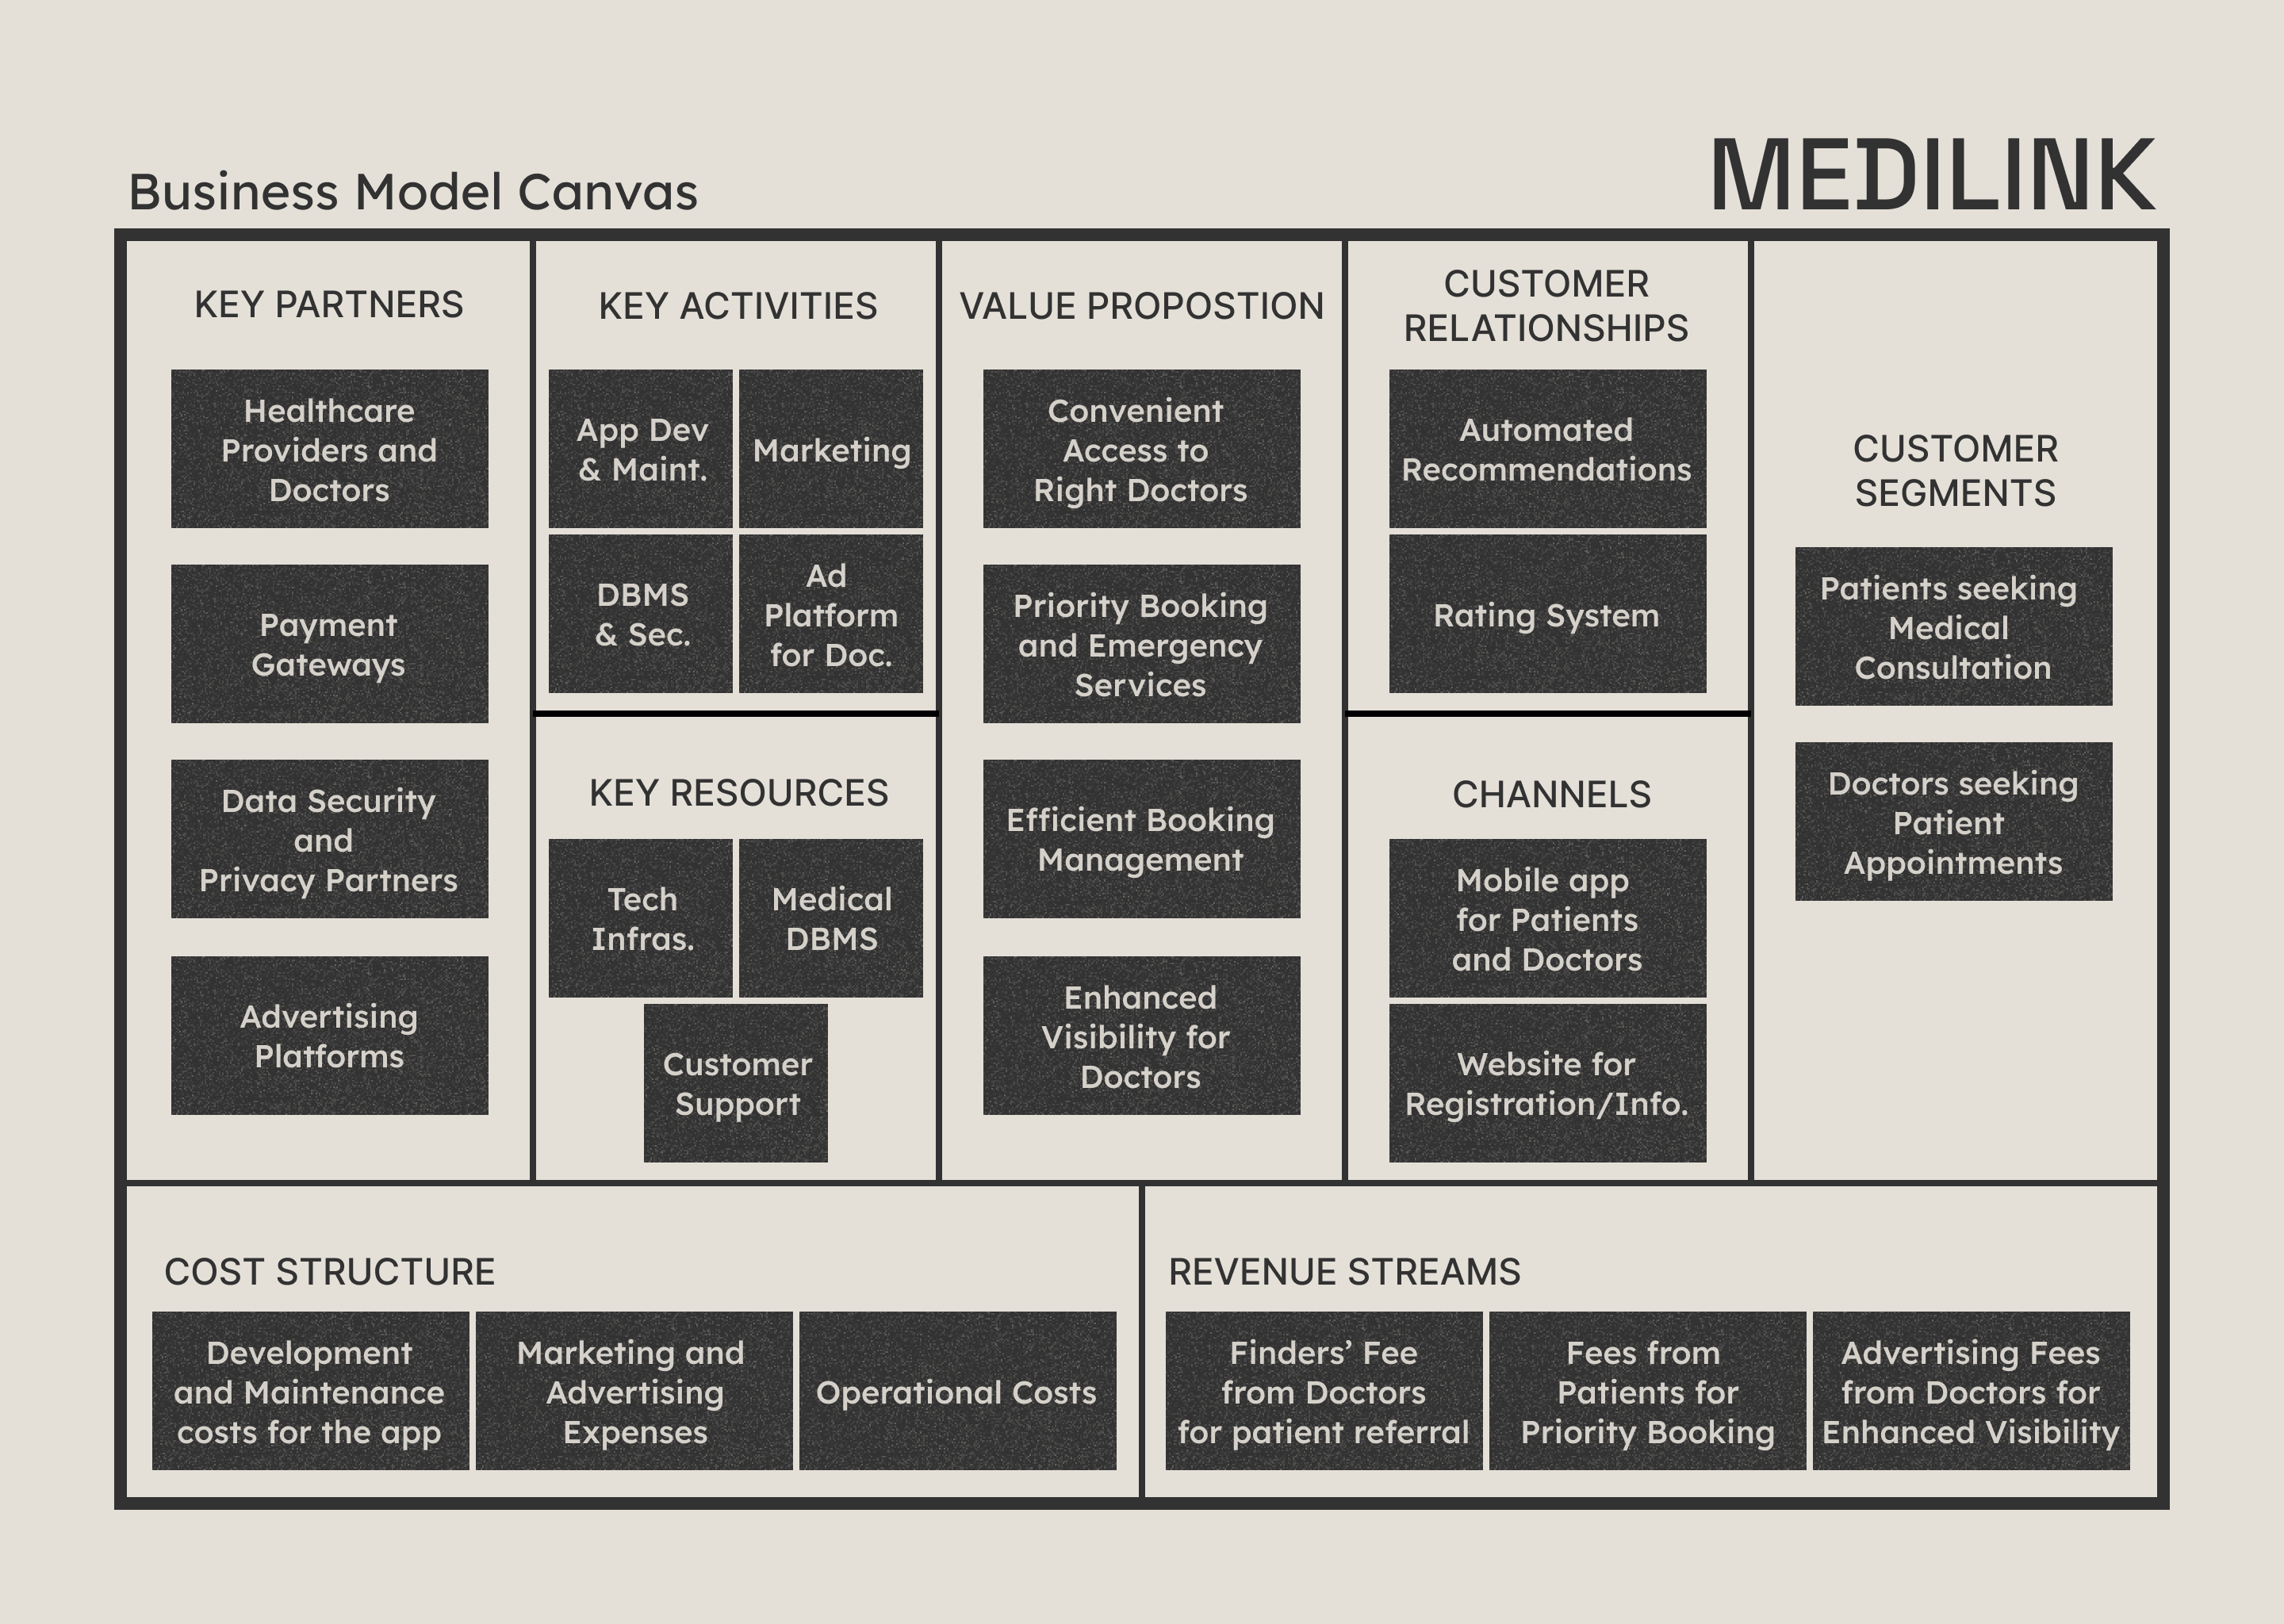 Business Model Canvas
MEDILINK
KEY PARTNERS
Healthcare
Providers and
Doctors
Payment
Gateways
Data Security
and
Privacy Partners
Advertising
Platforms
KEY ACTIVITIES
App Dev
& Maint.
Marketing
DBMS
& Sec.
Ad
Platform
for Doc.
KEY RESOURCES
Tech
Infras.
Medical
DBMS
Customer
Support
VALUE PROPOSTION
Convenient
Access to
Right Doctors
Priority Booking
and Emergency
Services
Efficient Booking
Management
Enhanced
Visibility for
Doctors
CUSTOMER
RELATIONSHIPS
Automated
Recommendations
Rating System
CHANNELS
Mobile app
for Patients
and Doctors
Website for
Registration/Info.
CUSTOMER
SEGMENTS
Patients seeking
Medical
Consultation
Doctors seeking
Patient
Appointments
COST STRUCTURE
Development
and Maintenance
costs for the app
Marketing and
Advertising
Expenses
Operational Costs
REVENUE STREAMS
Finders’ Fee
from Doctors
for patient referral
Fees from
Patients for
Priority Booking
Advertising Fees
from Doctors for
Enhanced Visibility